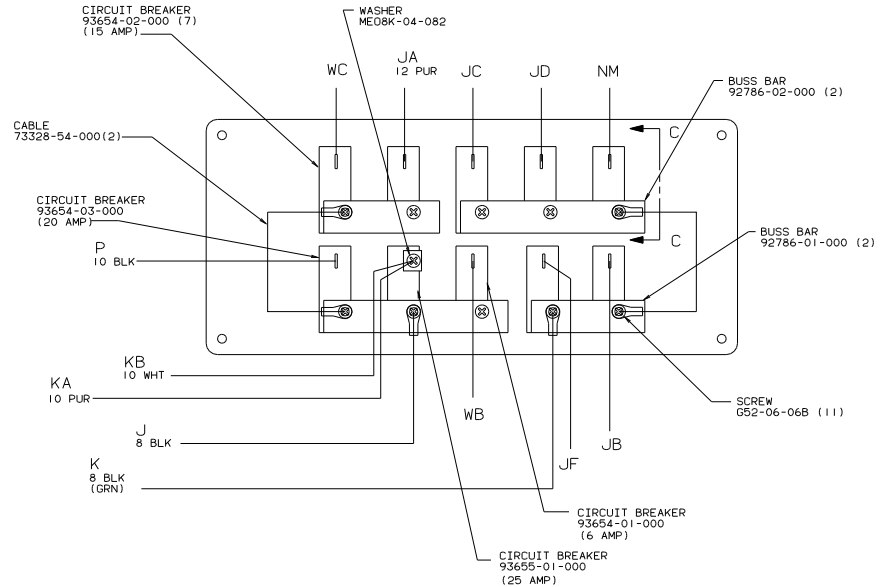 CIRCUIT BREAKER
93654-02-000 (7)
(15 AMP)
WASHER
ME08K-04-082
WC
JA
12 PUR
JC
JD
NM
BUSS BAR
92786-02-000 (2)
CABLE
73328-54-000(2)
C
CIRCUIT BREAKER
93654-03-000
(20 AMP)
C
BUSS BAR
92786-01-000 (2)
P
10 BLK
KB
10 WHT
KA
10 PUR
J
8 BLK
K
8 BLK
(GRN)
WB
JF
JB
SCREW
G52-06-06B (11)
CIRCUIT BREAKER
93654-01-000
(6 AMP)
CIRCUIT BREAKER
93655-01-000
(25 AMP)